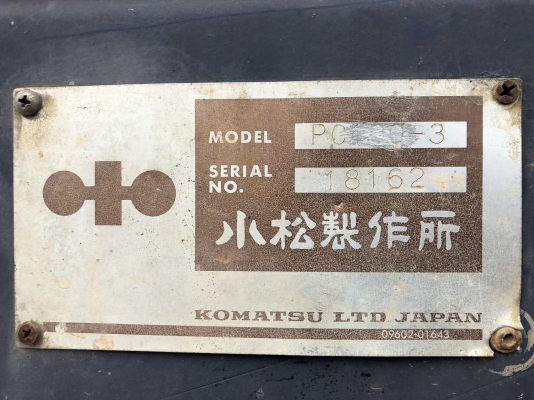 MODEL
SERIAL NO. 18162
小松製作所
KOMATSU LTD JAPAN
09602-01643